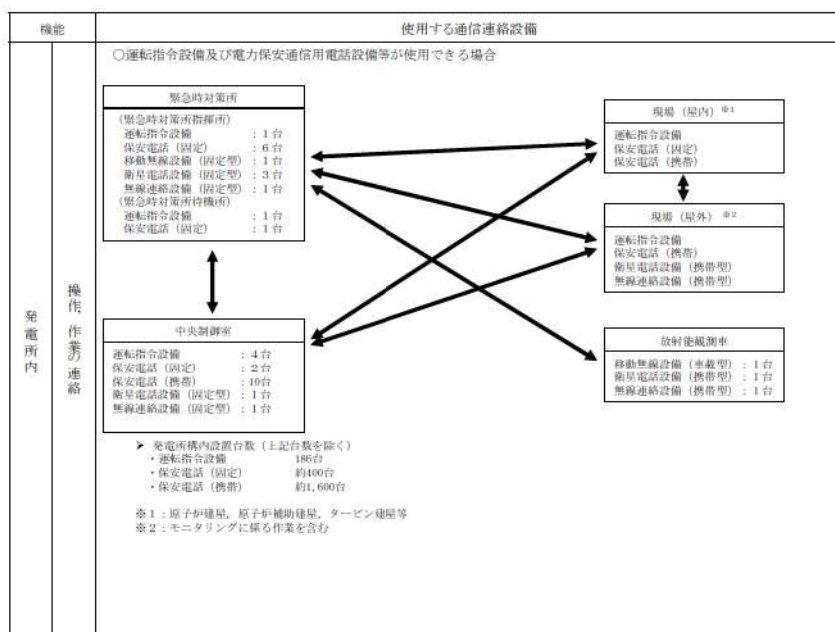 機能
使用する通信連絡設備
発電所内
操作，作業の連絡
○運転指令設備及び電力保安通信用電話設備等が使用できる場合
緊急時対策所
(緊急時対策所指揮所)
運転指令設備 ：1台
保安電話（固定） ：6台
移動無線設備（固定型）：1台
衛星電話設備（固定型）：3台
無線連絡設備（固定型）：1台
(緊急時対策所待機所)
運転指令設備 ：1台
保安電話（固定） ：1台
中央制御室
運転指令設備 ：4台
保安電話（固定） ：2台
保安電話（携帯） ：10台
衛星電話設備（固定型）：1台
無線連絡設備（固定型）：1台
現場（屋内）※1
運転指令設備
保安電話（固定）
保安電話（携帯）
現場（屋外）※2
運転指令設備
保安電話（携帯）
衛星電話設備（携帯型）
無線連絡設備（携帯型）
放射能観測車
移動無線設備（車載型）：1台
衛星電話設備（携帯型）：1台
無線連絡設備（携帯型）：1台
➤ 発電所構内設置台数（上記台数を除く）
・運転指令設備 186台
・保安電話（固定） 約400台
・保安電話（携帯） 約1,600台
※1：原子炉建屋，原子炉補助建屋，タービン建屋等
※2：モニタリングに係る作業を含む